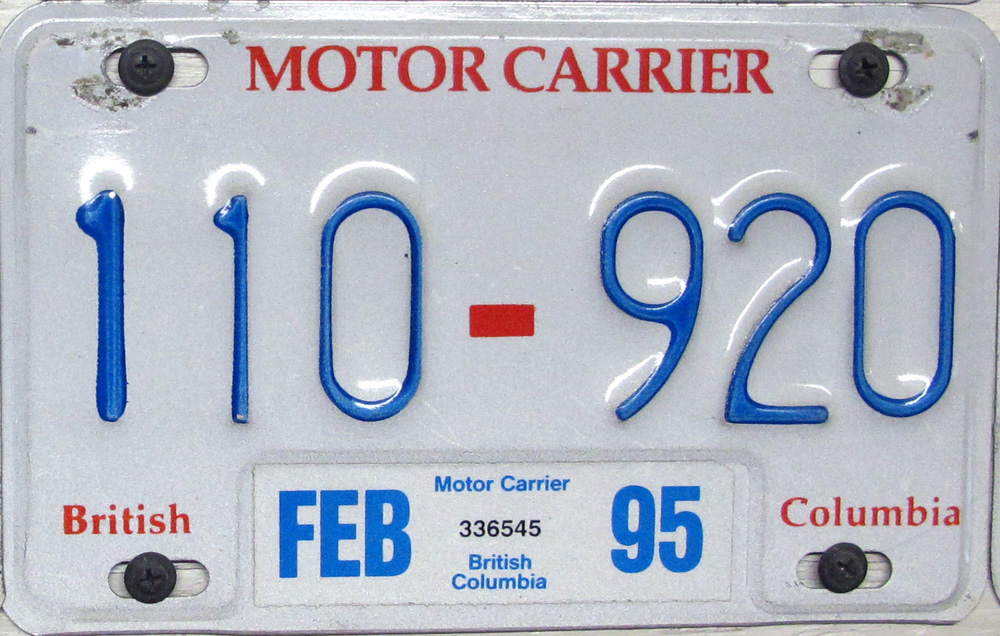 MOTOR CARRIER
110-920
British
Columbia
FEB
Motor Carrier
336545
British
Columbia
95